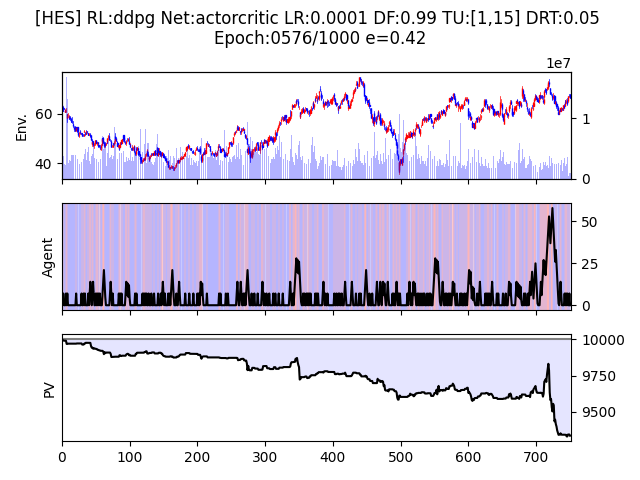 [HES] RL:ddpg Net:actorcritic LR:0.0001 DF:0.99 TU:[1,15] DRT:0.05
Epoch:0576/1000 e=0.42
1e7
Env.
60
40
1
0
Agent
50
25
0
PV
10000
9750
9500
0 100 200 300 400 500 600 700